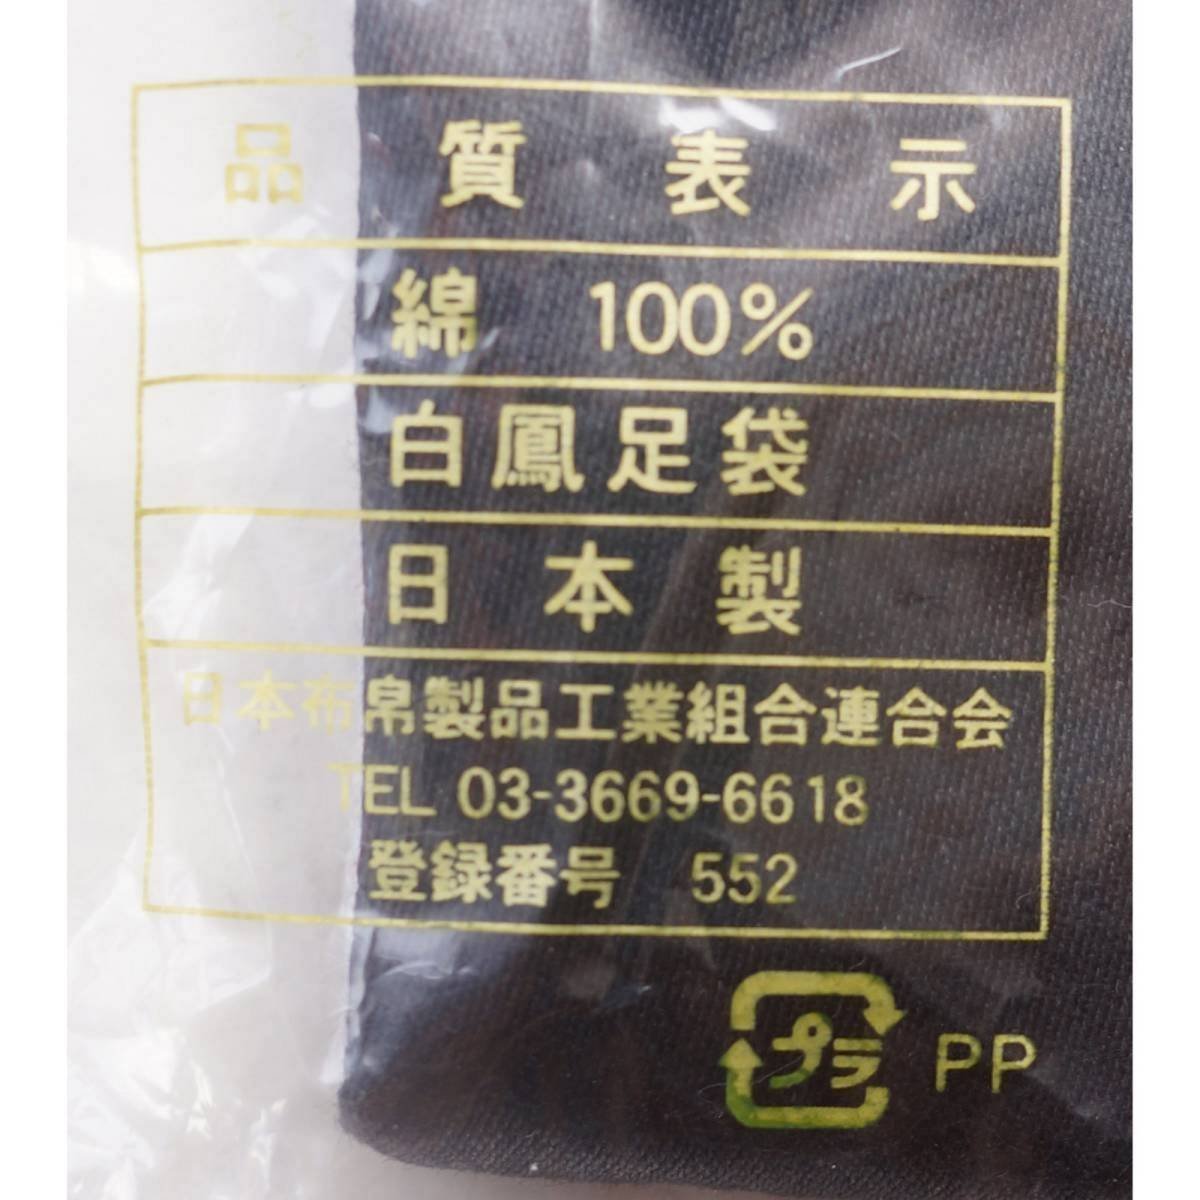 品質表示
綿 100%
白鳳足袋
日本製
日本布帛製品工業組合連合会
TEL 03-3669-6618
登録番号 552
プラ PP